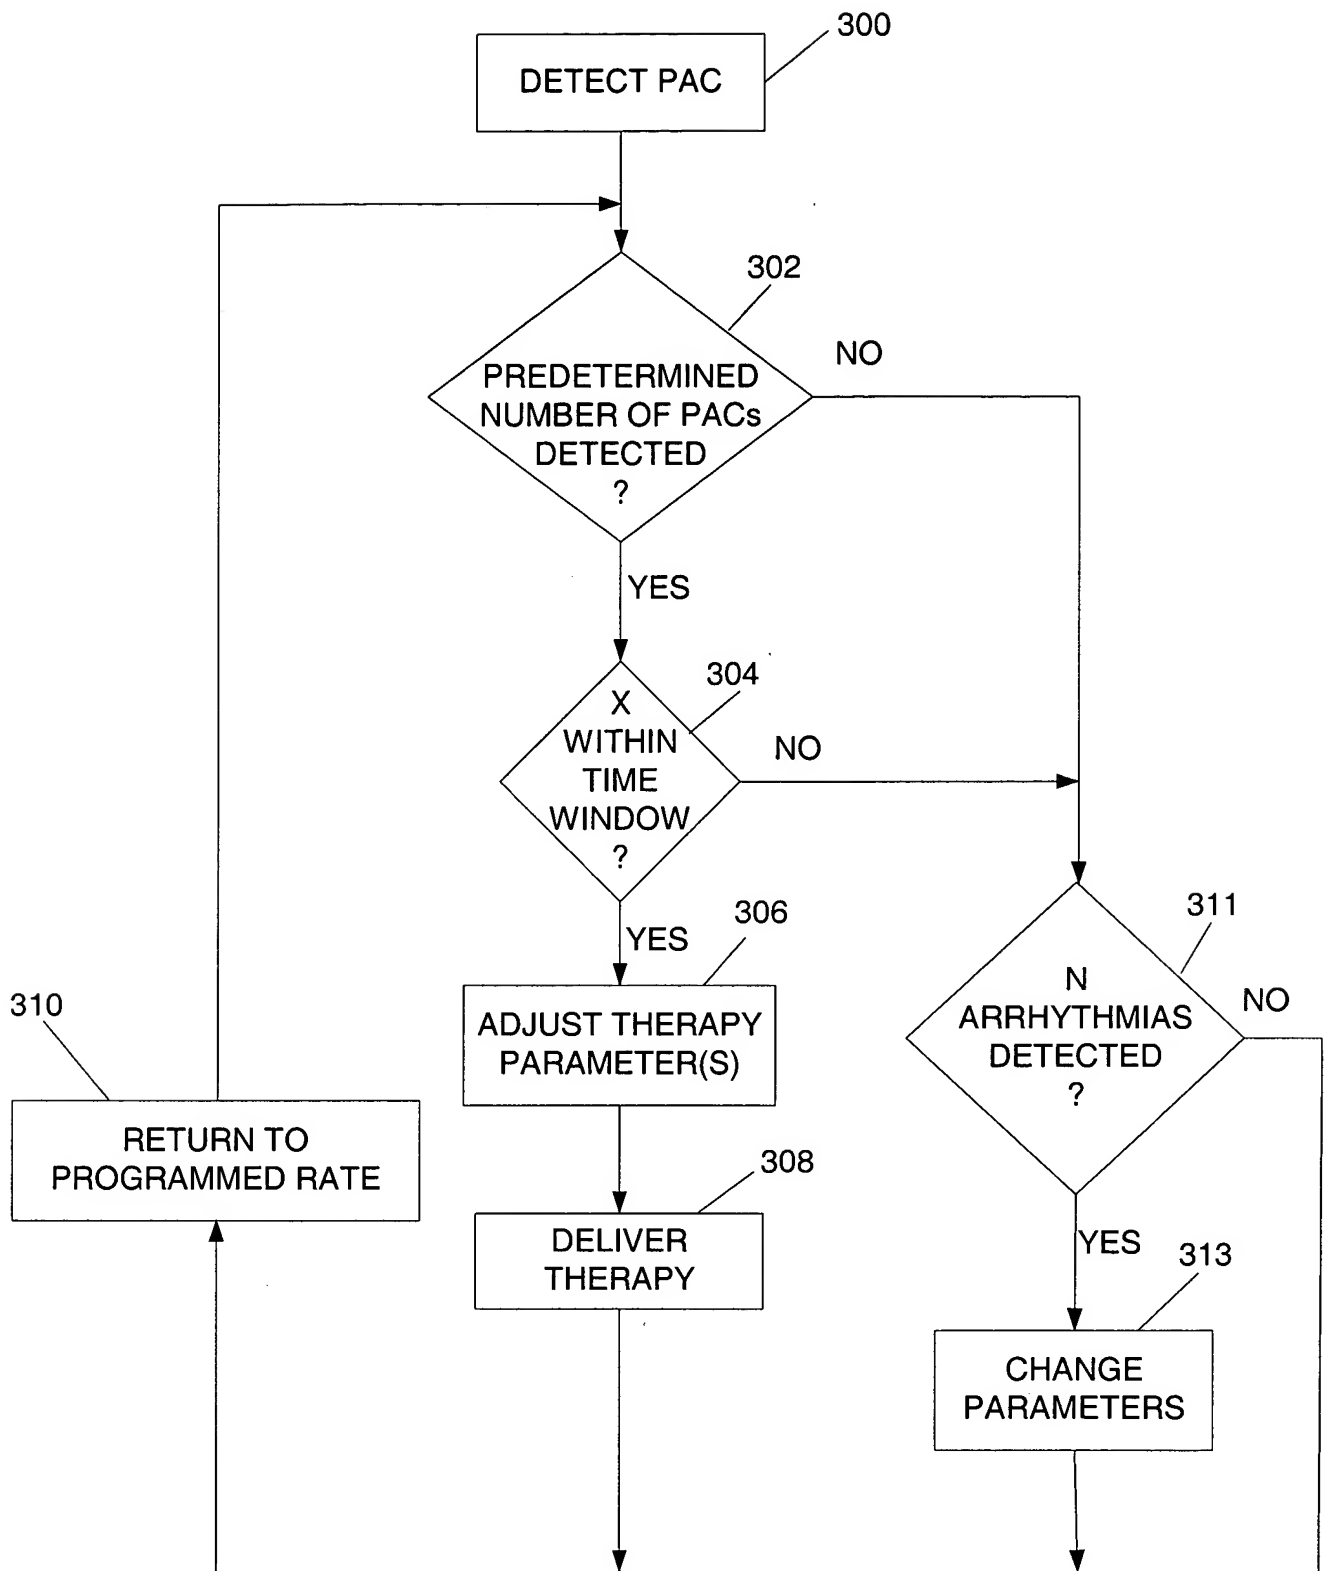 300
DETECT PAC
302
NO
PREDETERMINED
NUMBER OF PACs
DETECTED
?
YES
304
X
WITHIN
TIME
WINDOW
?
NO
306
YES
311
N
ARRHYTHMIAS
DETECTED
?
NO
310
ADJUST THERAPY
PARAMETER(S)
RETURN TO
PROGRAMMED RATE
308
DELIVER
THERAPY
YES
313
CHANGE
PARAMETERS